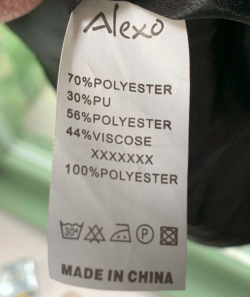 Alexo
70%POLYESTER
30%PU
56%POLYESTER
44%VISCOSE
XXXXXXX
100%POLYESTER
30°
P
MADE IN CHINA